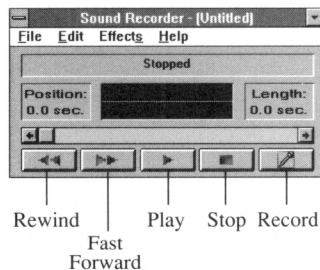 Sound Recorder - [Untitled]
File Edit Effects Help
Stopped
Position:
0.0 sec.
Length:
0.0 sec.
Rewind
Fast
Forward
Play
Stop
Record